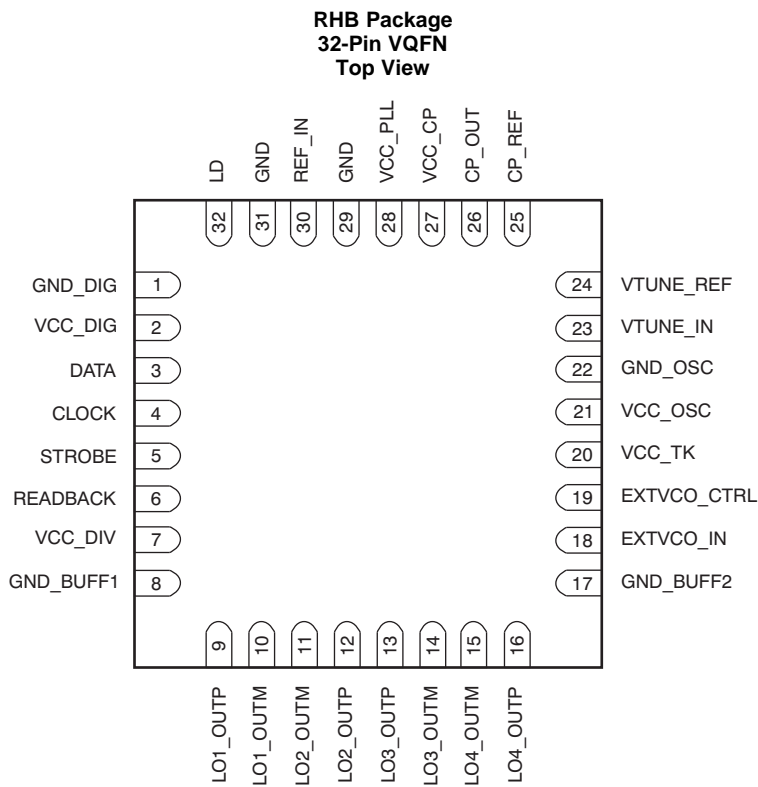 RHB Package
32-Pin VQFN
Top View
LD
GND
REF_IN
GND
VCC_PLL
VCC_CP
CP_OUT
CP_REF
32
31
30
29
28
27
26
25
GND_DIG 1
VCC_DIG 2
DATA 3
CLOCK 4
STROBE 5
READBACK 6
VCC_DIV 7
GND_BUFF1 8
24 VTUNE_REF
23 VTUNE_IN
22 GND_OSC
21 VCC_OSC
20 VCC_TK
19 EXTVCO_CTRL
18 EXTVCO_IN
17 GND_BUFF2
9
10
11
12
13
14
15
16
LO1_OUTP
LO1_OUTM
LO2_OUTM
LO2_OUTP
LO3_OUTP
LO3_OUTM
LO4_OUTM
LO4_OUTP